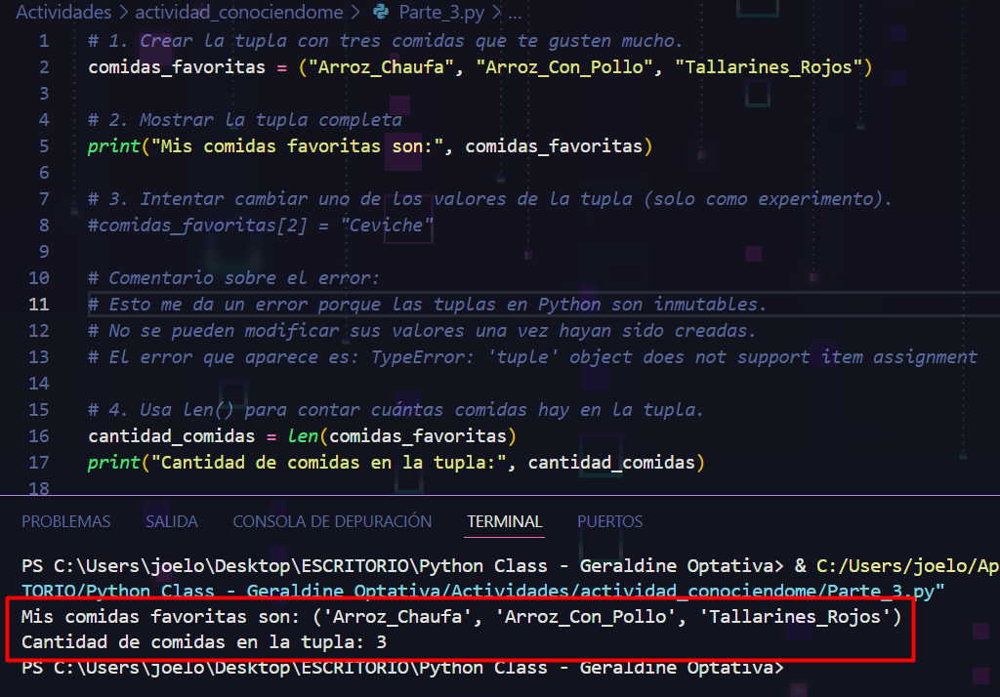 Actividades > actividad_conociendome > Parte_3.py > ...
1 # 1. Crear la tupla con tres comidas que te gusten mucho.
2 comidas_favoritas = ("Arroz_Chaufa", "Arroz_Con_Pollo", "Tallarines_Rojos")
3
4 # 2. Mostrar la tupla completa
5 print("Mis comidas favoritas son:", comidas_favoritas)
6
7 # 3. Intentar cambiar uno de los valores de la tupla (solo como experimento).
8 #comidas_favoritas[2] = "Ceviche"
9
10 # Comentario sobre el error:
11 # Esto me da un error porque las tuplas en Python son inmutables.
12 # No se pueden modificar sus valores una vez hayan sido creadas.
13 # El error que aparece es: TypeError: 'tuple' object does not support item assignment
14
15 # 4. Usa len() para contar cuántas comidas hay en la tupla.
16 cantidad_comidas = len(comidas_favoritas)
17 print("Cantidad de comidas en la tupla:", cantidad_comidas)
18
PROBLEMAS SALIDA CONSOLA DE DEPURACIÓN TERMINAL PUERTOS
PS C:\Users\joelo\Desktop\ESCRITORIO\Python Class - Geraldine Optativa> & C:/Users/joelo/Ap
TORIO/Python Class - Geraldine Optativa/Actividades/actividad_conociendome/Parte_3.py"
Mis comidas favoritas son: ('Arroz_Chaufa', 'Arroz_Con_Pollo', 'Tallarines_Rojos')
Cantidad de comidas en la tupla: 3
PS C:\Users\joelo\Desktop\ESCRITORIO\Python Class - Geraldine Optativa>